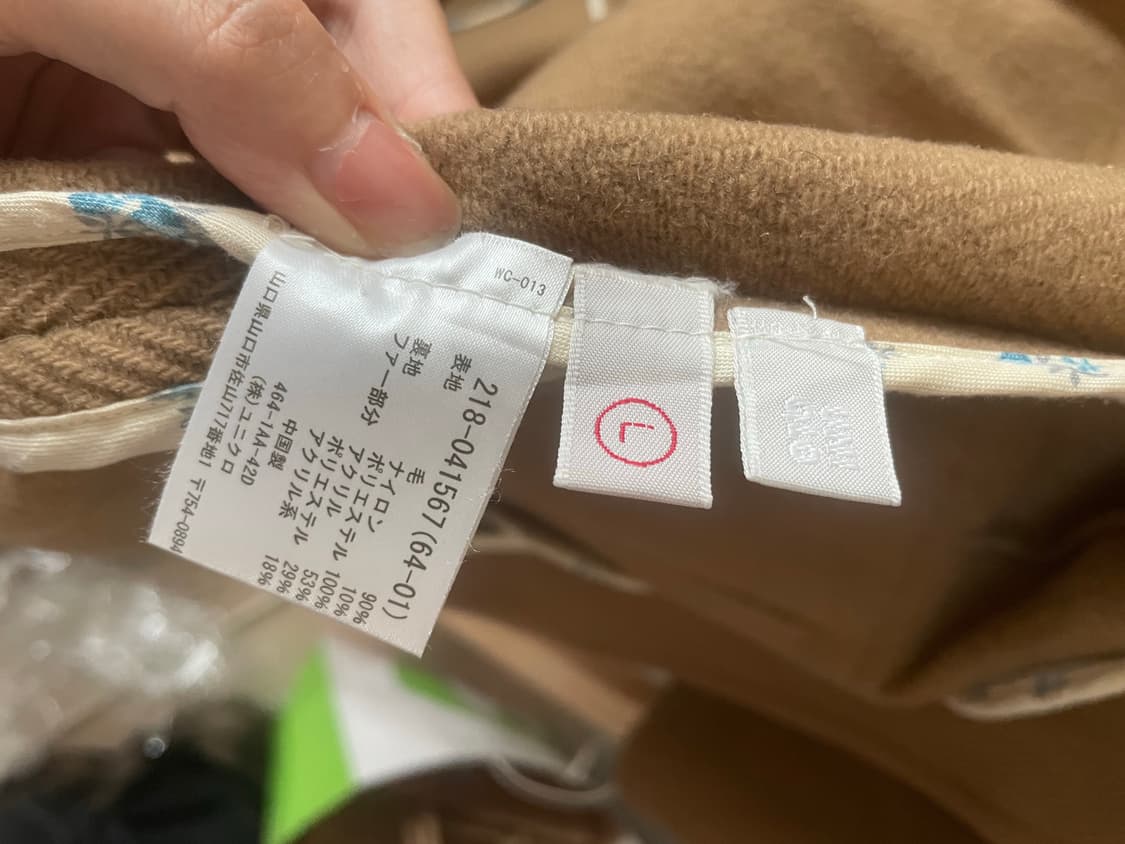 WC-013
218-041567(64-01)
表地 毛 90%
ナイロン 10%
裏地 ポリエステル 100%
ファー部分 アクリル 53%
ポリエステル 29%
アクリル系 18%
中国製
464-1AA-42D
(株)ユニクロ
山口県山口市佐山717番地1 〒754-0894
L